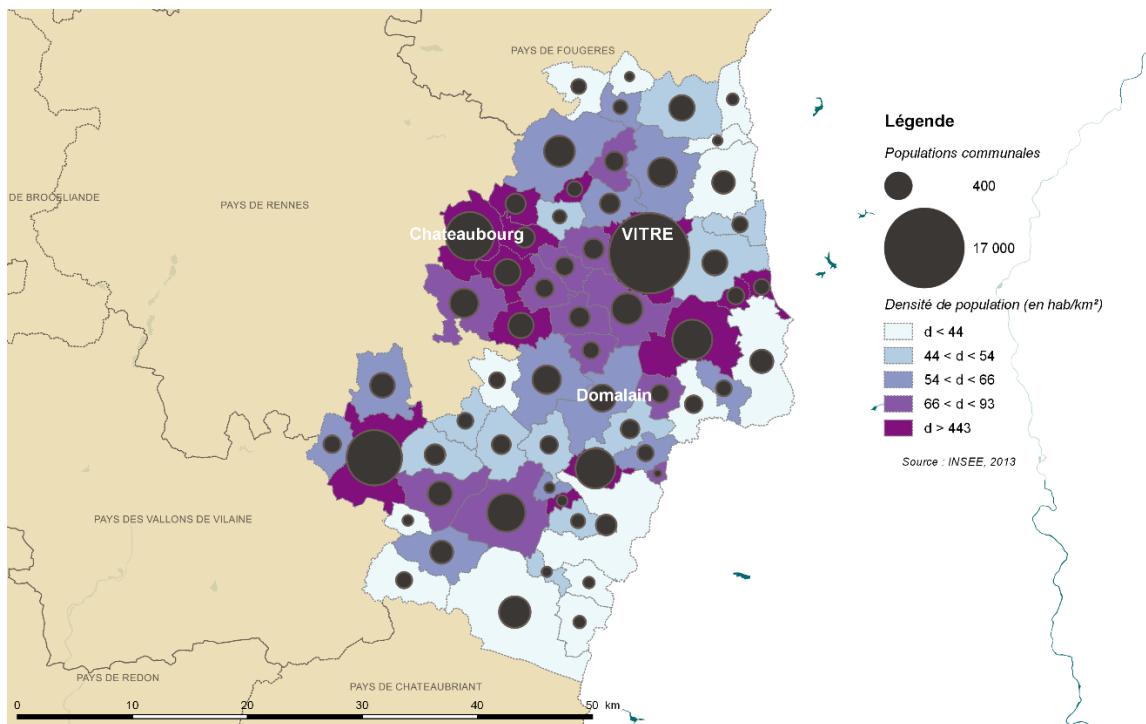 PAYS DE FOUGERES
Légende
Populations communales
400
DE BROCELIANDE
PAYS DE RENNES
Chateaubourg
VITRE
17 000
Densité de population (en hab/km²)
d < 44
44 < d < 54
54 < d < 66
66 < d < 93
d > 443
Domalain
Source : INSEE, 2013
PAYS DES VALLONS DE VILAINE
PAYS DE REDON
PAYS DE CHATEAUBRIANT
0 10 20 30 40 50 km